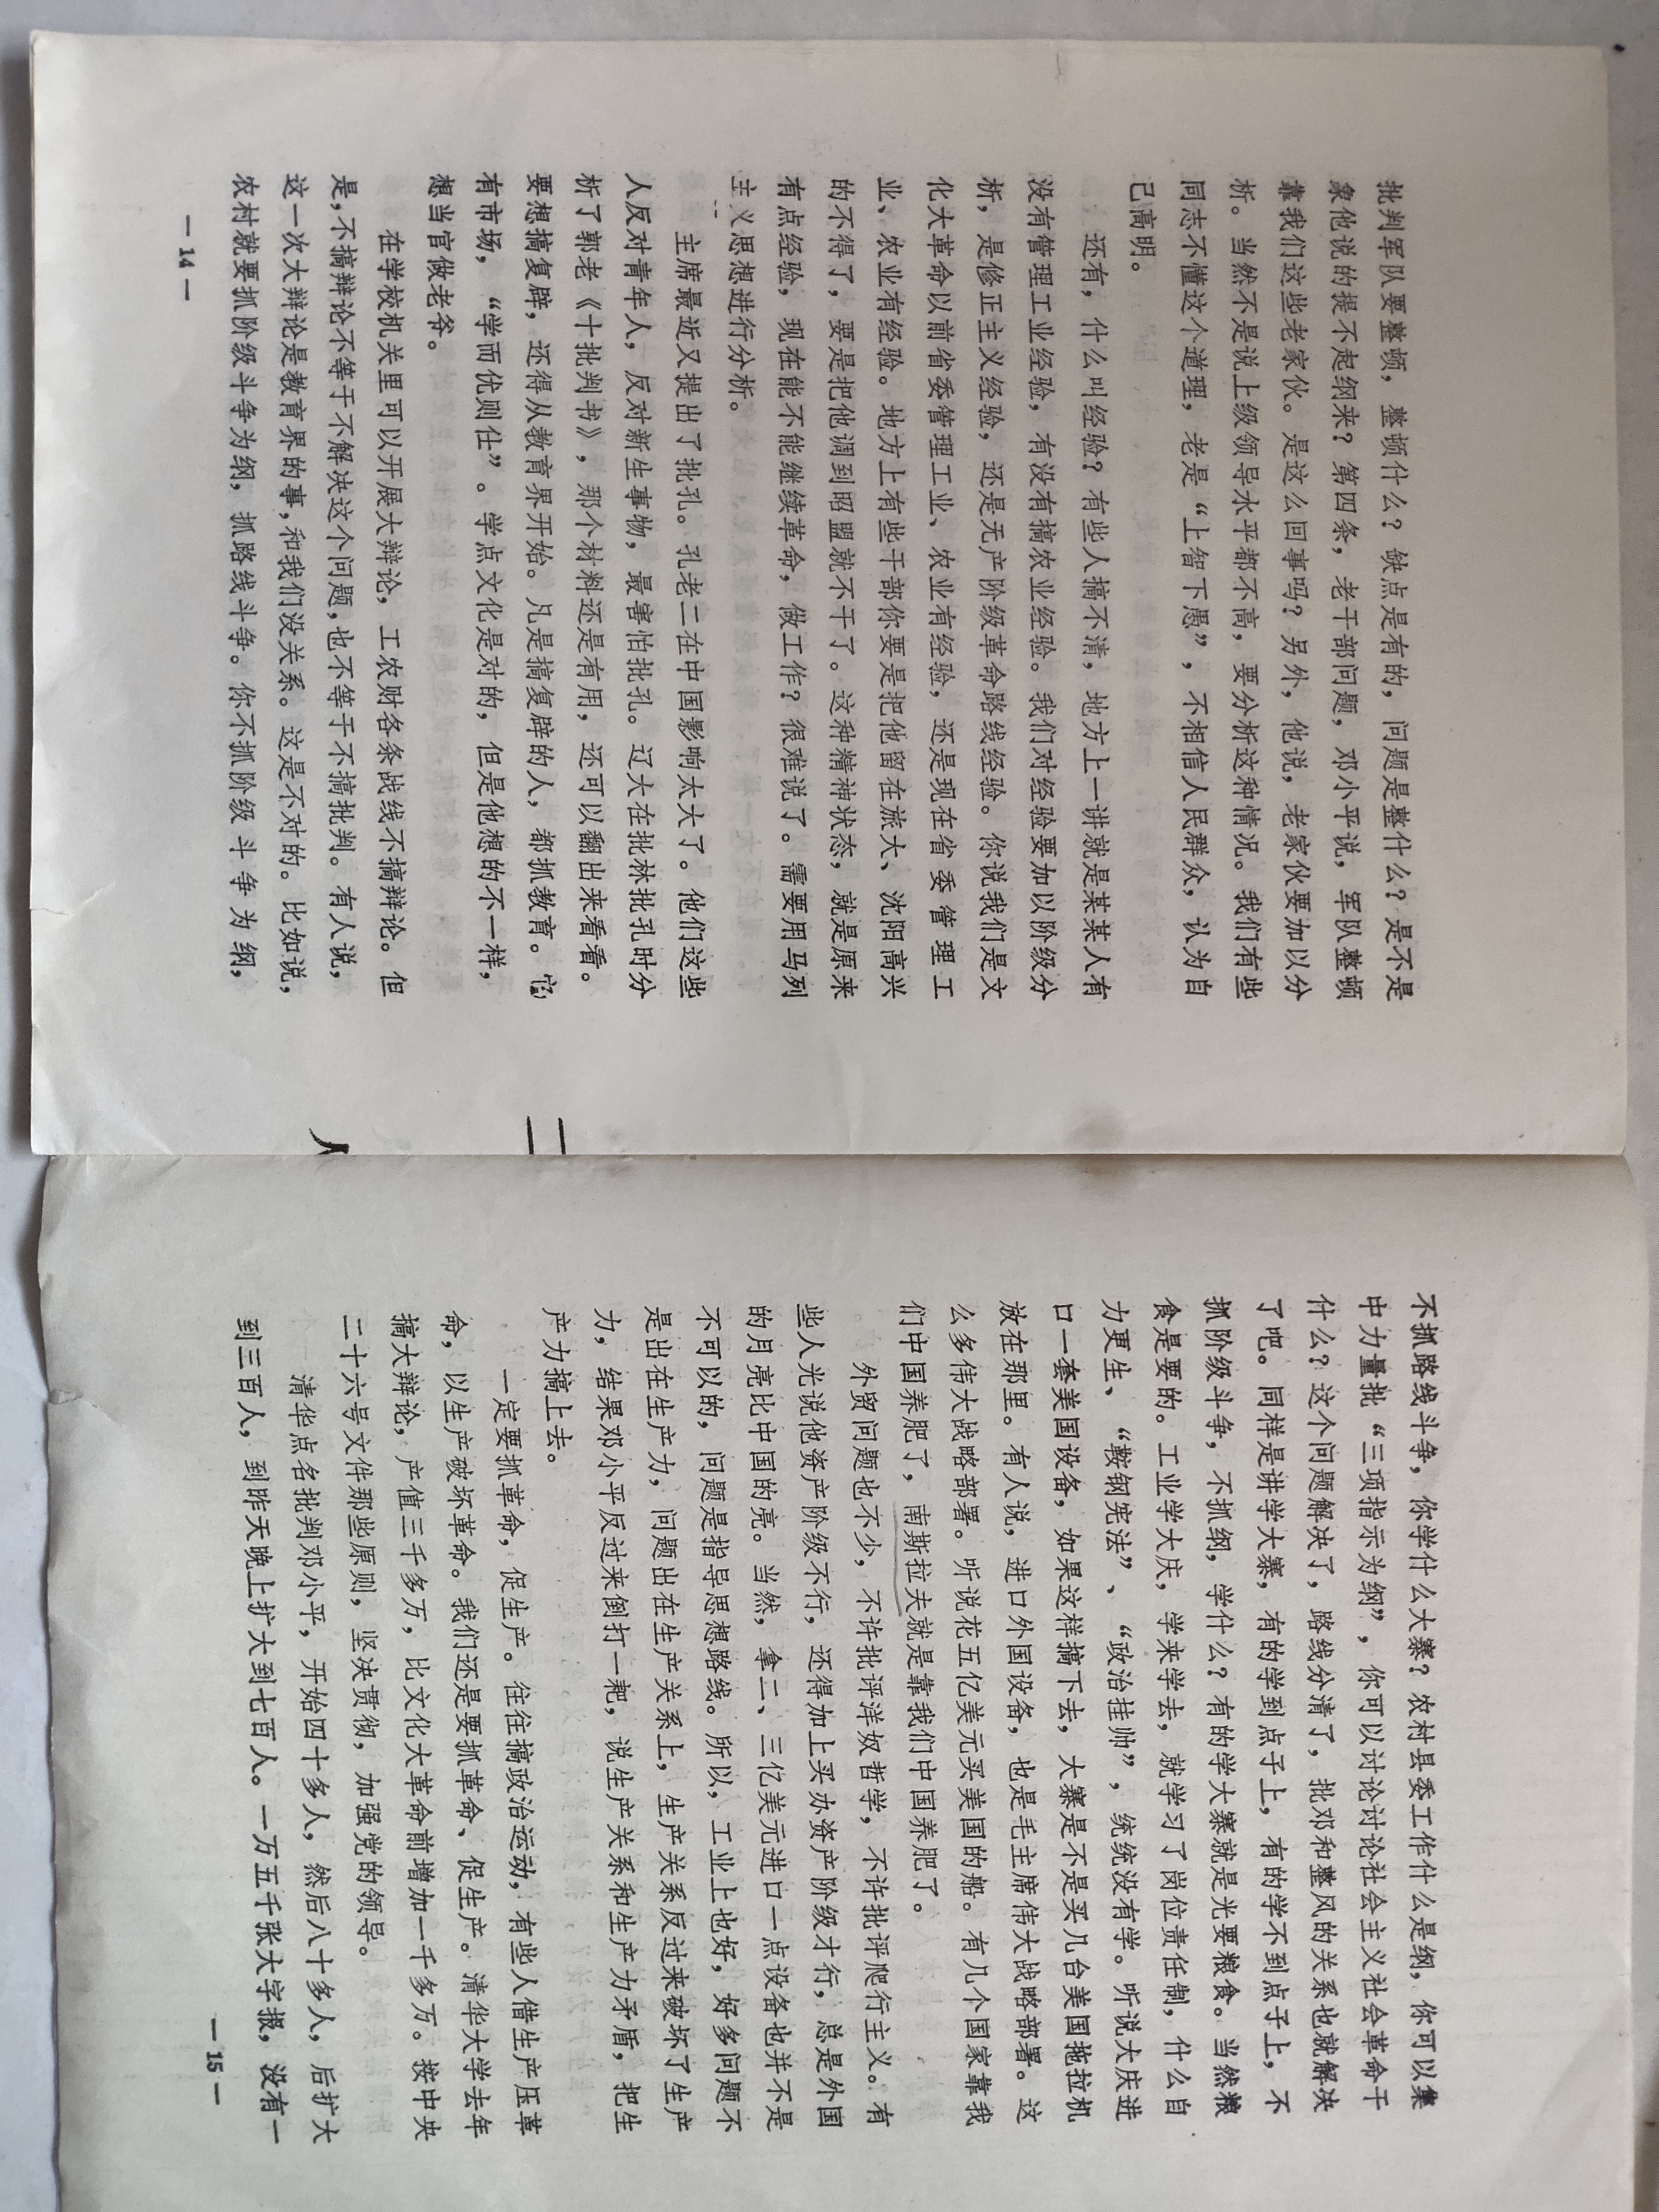 批判军队要整顿，整顿什么？缺点是有的，问题是整什么？是不是
象他说的提不起纲来？第四条，老干部问题，邓小平说，军队整顿
靠我们这些老家伙。是这么回事吗？另外，他说，老家伙要加以分
析。当然不是说上级领导水平都不高，要分析这种情况。我们有些
同志不懂这个道理，老是“上智下愚”，不相信人民群众，认为自
己高明。
还有，什么叫经验？有些人搞不清，地方上一讲就是某某人有
没有管理工业经验，有没有搞农业经验。我们对经验要加以阶级分
析，是修正主义经验，还是无产阶级革命路线经验。你说我们是文
化大革命以前省委管理工业、农业有经验，还是现在省委管理工
业、农业有经验。地方上有些干部你要是把他留在旅大、沈阳高兴
的不得了，要是把他调到昭盟就不干了。这种精神状态，就是原来
有点经验，现在能不能继续革命，做工作？很难说了。需要用马列
主义思想进行分析。
主席最近又提出了批孔。孔老二在中国影响太大了。他们这些
人反对青年人，反对新生事物，最害怕批孔。辽大在批林批孔时分
析了郭老《十批判书》，那个材料还是有用，还可以翻出来看看。
要想搞复辟，还得从教育界开始。凡是搞复辟的人，都抓教育。它
有市场，“学而优则仕”。学点文化是对的，但是他想的不一样，
想当官做老爷。
在学校机关里可以开展大辩论，工农财各条战线不搞辩论。但
是，不搞辩论不等于不解决这个问题，也不等于不搞批判。有人说，
这一次大辩论是教育界的事，和我们没关系。这是不对的。比如说，
农村就要抓阶级斗争为纲，抓路线斗争。你不抓阶级斗争为纲，
— 14 —
不抓路线斗争，你学什么大寨？农村县委工作什么是纲，你可以集
中力量批“三项指示为纲”，你可以讨论讨论社会主义社会革命干
什么？这个问题解决了，路线分清了，批邓和整风的关系也就解决
了吧。同样是讲学大寨，有的学到点子上，有的学不到点子上，不
抓阶级斗争，不抓纲，学什么？有的学大寨就是光要粮食。当然粮
食是要的。工业学大庆，学来学去，就学习了岗位责任制，什么自
力更生、“鞍钢宪法”、“政治挂帅”，统统没有学。听说大庆进
口一套美国设备，如果这样搞下去，大寨是不是买几台美国拖拉机
放在那里。有人说，进口外国设备，也是毛主席伟大战略部署。这
么多伟大战略部署。听说花五亿美元买美国的船。有几个国家靠我
们中国养肥了，南斯拉夫就是靠我们中国养肥了。
外贸问题也不少，不许批评洋奴哲学，不许批评爬行主义。有
些人光说他资产阶级不行，还得加上买办资产阶级才行，总是外国
的月亮比中国的亮。当然，拿二、三亿美元进口一点设备也并不是
不可以的，问题是指导思想路线。所以，工业上也好，好多问题不
是出在生产力，问题出在生产关系上，生产关系反过来破坏了生产
力，结果邓小平反过来倒打一耙，说生产关系和生产力矛盾，把生
产力搞上去。
一定要抓革命，促生产。往往搞政治运动，有些人借生产压革
命，以生产破坏革命。我们还是要抓革命、促生产。清华大学去年
搞大辩论，产值三千多万，比文化大革命前增加一千多万。按中央
二十六号文件那些原则，坚决贯彻，加强党的领导。
清华点名批判邓小平，开始四十多人，然后八十多人，后扩大
到三百人，到昨天晚上扩大到七百人。一万五千张大字报，没有一
— 15 —